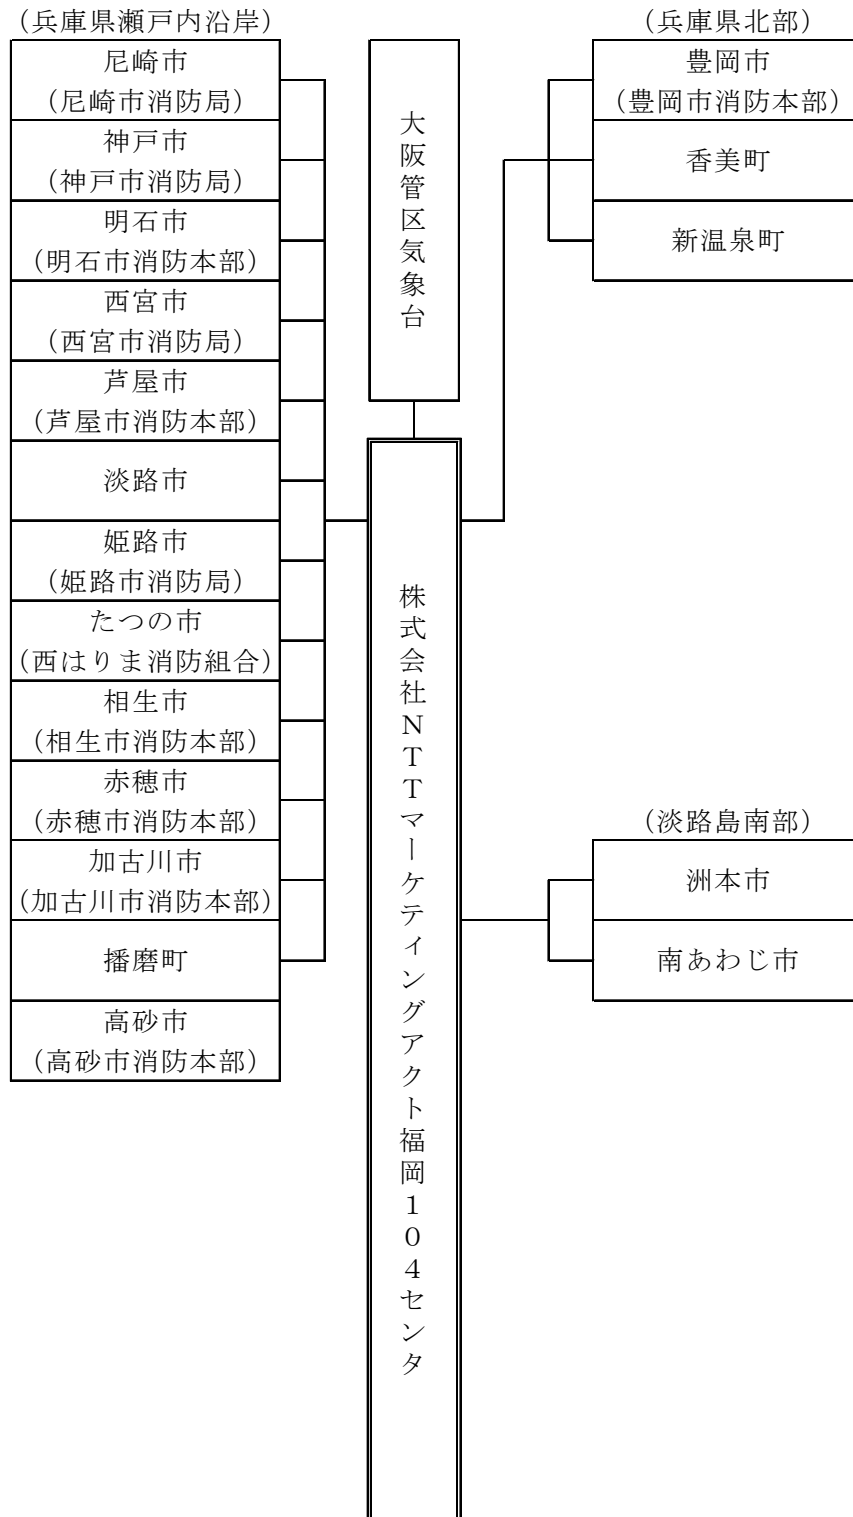 (兵庫県瀬戸内沿岸)
尼崎市
(尼崎市消防局)
神戸市
(神戸市消防局)
明石市
(明石市消防本部)
西宮市
(西宮市消防局)
芦屋市
(芦屋市消防本部)
淡路市
姫路市
(姫路市消防局)
たつの市
(西はりま消防組合)
相生市
(相生市消防本部)
赤穂市
(赤穂市消防本部)
加古川市
(加古川市消防本部)
播磨町
高砂市
(高砂市消防本部)
大阪管区気象台
株式会社NTTマーケティングアクト福岡104センタ
(兵庫県北部)
豊岡市
(豊岡市消防本部)
香美町
新温泉町
(淡路島南部)
洲本市
南あわじ市